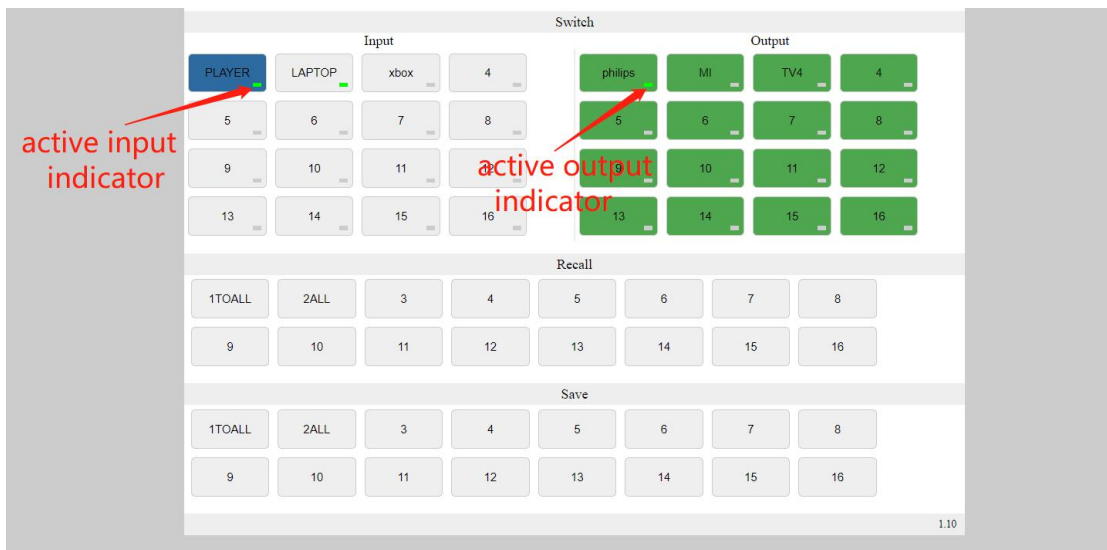 Switch
Input Output
PLAYER LAPTOP xbox 4 philips MI TV4 4
5 6 7 8 5 6 7 8
active input
indicator
active output
indicator
9 10 11 12 9 10 11 12
13 14 15 16 13 14 15 16
Recall
1TOALL 2ALL 3 4 5 6 7 8
9 10 11 12 13 14 15 16
Save
1TOALL 2ALL 3 4 5 6 7 8
9 10 11 12 13 14 15 16
1.10